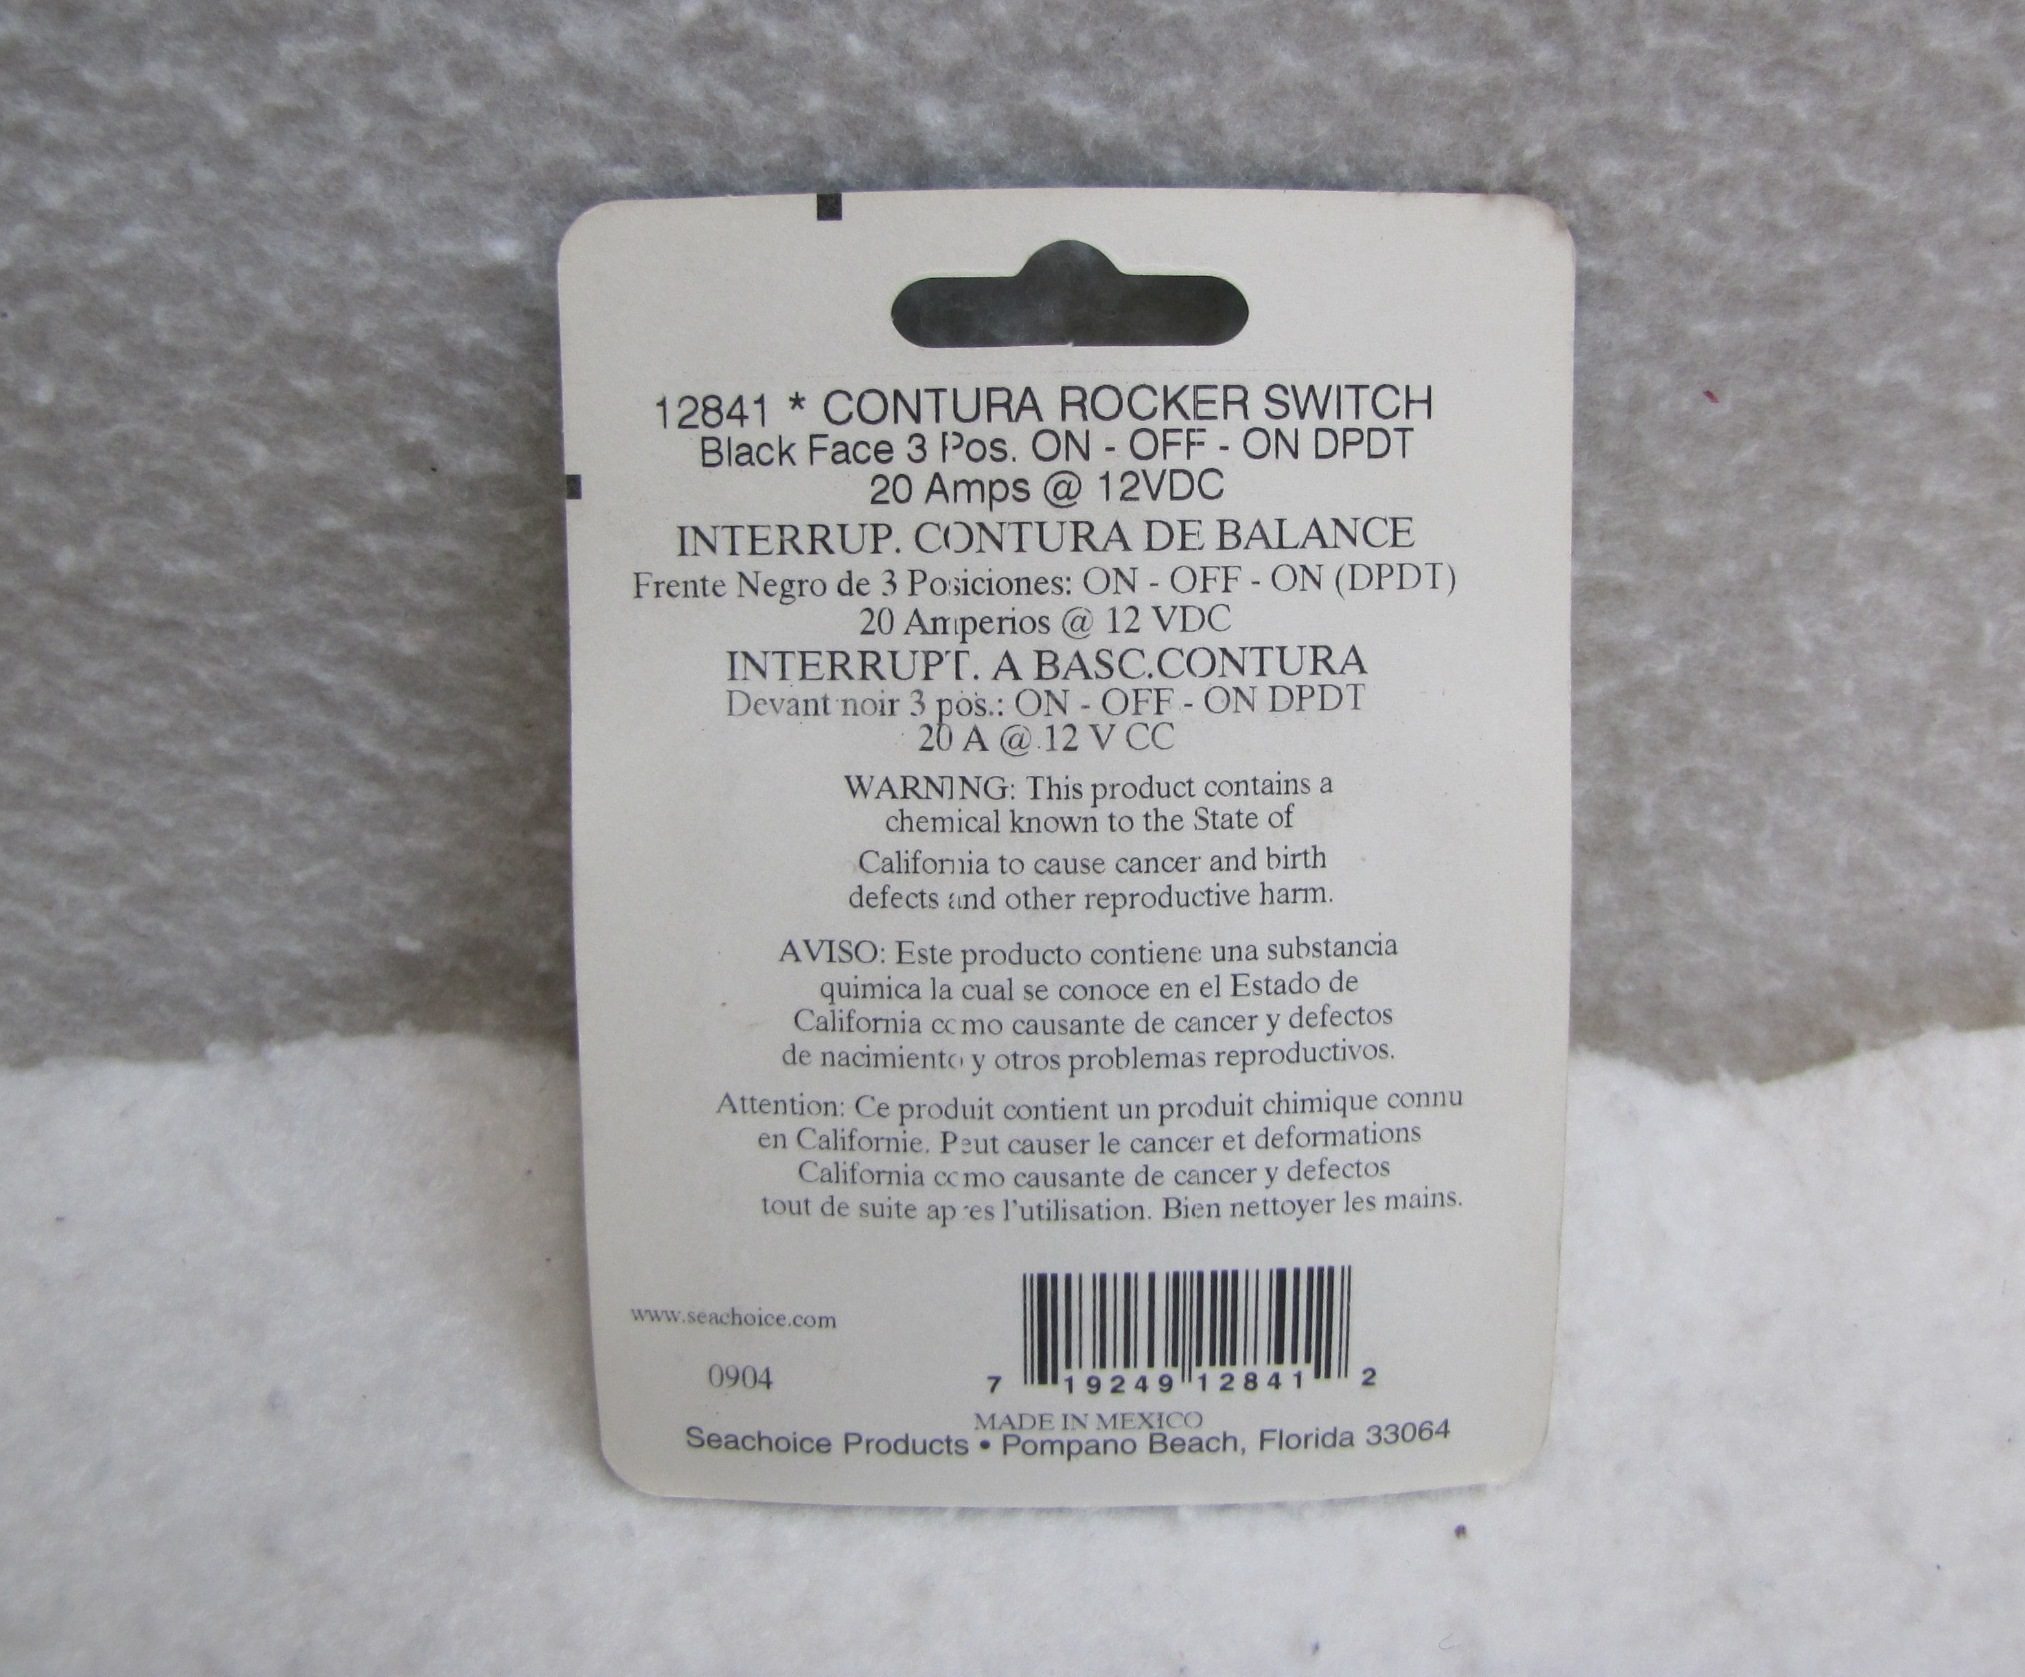 12841 * CONTURA ROCKER SWITCH
Black Face 3 Pos. ON - OFF - ON DPDT
20 Amps @ 12VDC
INTERRUP. CONTURA DE BALANCE
Frente Negro de 3 Posiciones: ON - OFF - ON (DPDT)
20 Amperios @ 12 VDC
INTERRUPT. A BASC.CONTURA
Devant noir 3 pos.: ON - OFF - ON DPDT
20 A @ 12 V CC
WARNING: This product contains a
chemical known to the State of
California to cause cancer and birth
defects and other reproductive harm.
AVISO: Este producto contiene una substancia
quimica la cual se conoce en el Estado de
California como causante de cancer y defectos
de nacimiento y otros problemas reproductivos.
Attention: Ce produit contient un produit chimique connu
en Californie. Peut causer le cancer et deformations
California como causante de cancer y defectos
tout de suite apres l'utilisation. Bien nettoyer les mains.
www.seachoice.com
0904
7 19249 12841 2
MADE IN MEXICO
Seachoice Products • Pompano Beach, Florida 33064